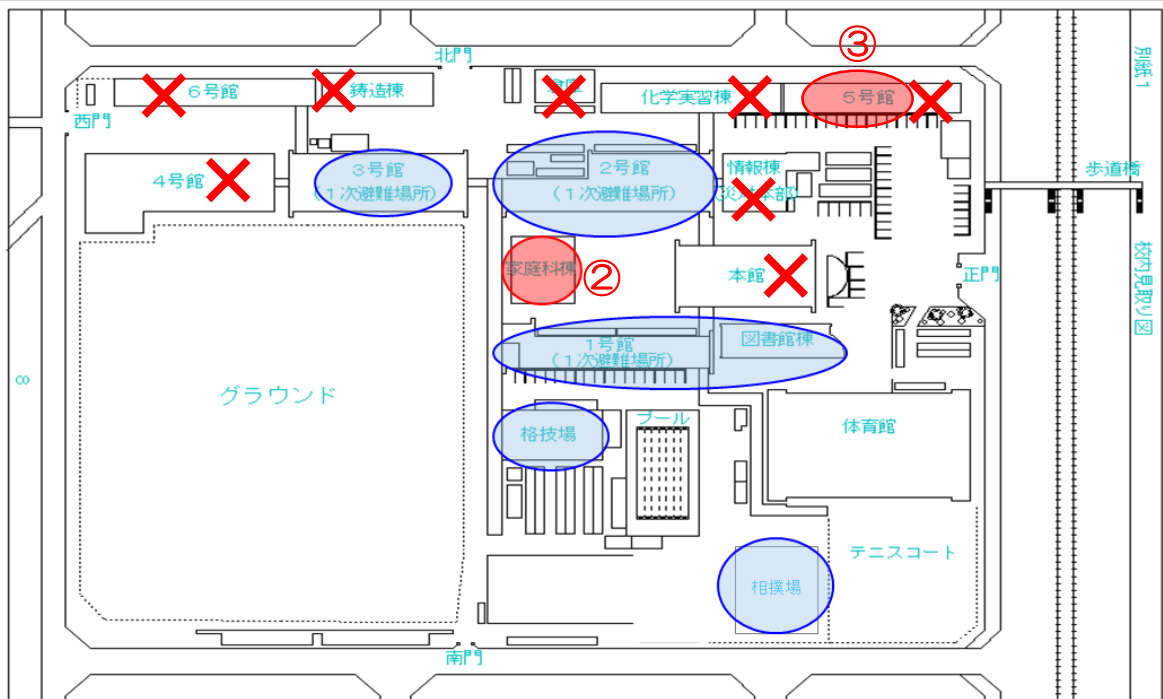 ③
北門
別紙1
6号館
鋳造棟
倉庫
化学実習棟
5号館
西門
4号館
3号館
(1次避難場所)
2号館
(1次避難場所)
情報棟
歩道橋
家庭科棟
②
本館
正門
校内見取り図
1号館
(1次避難場所)
図書館棟
8
グラウンド
格技場
プール
体育館
テニスコート
相撲場
南門